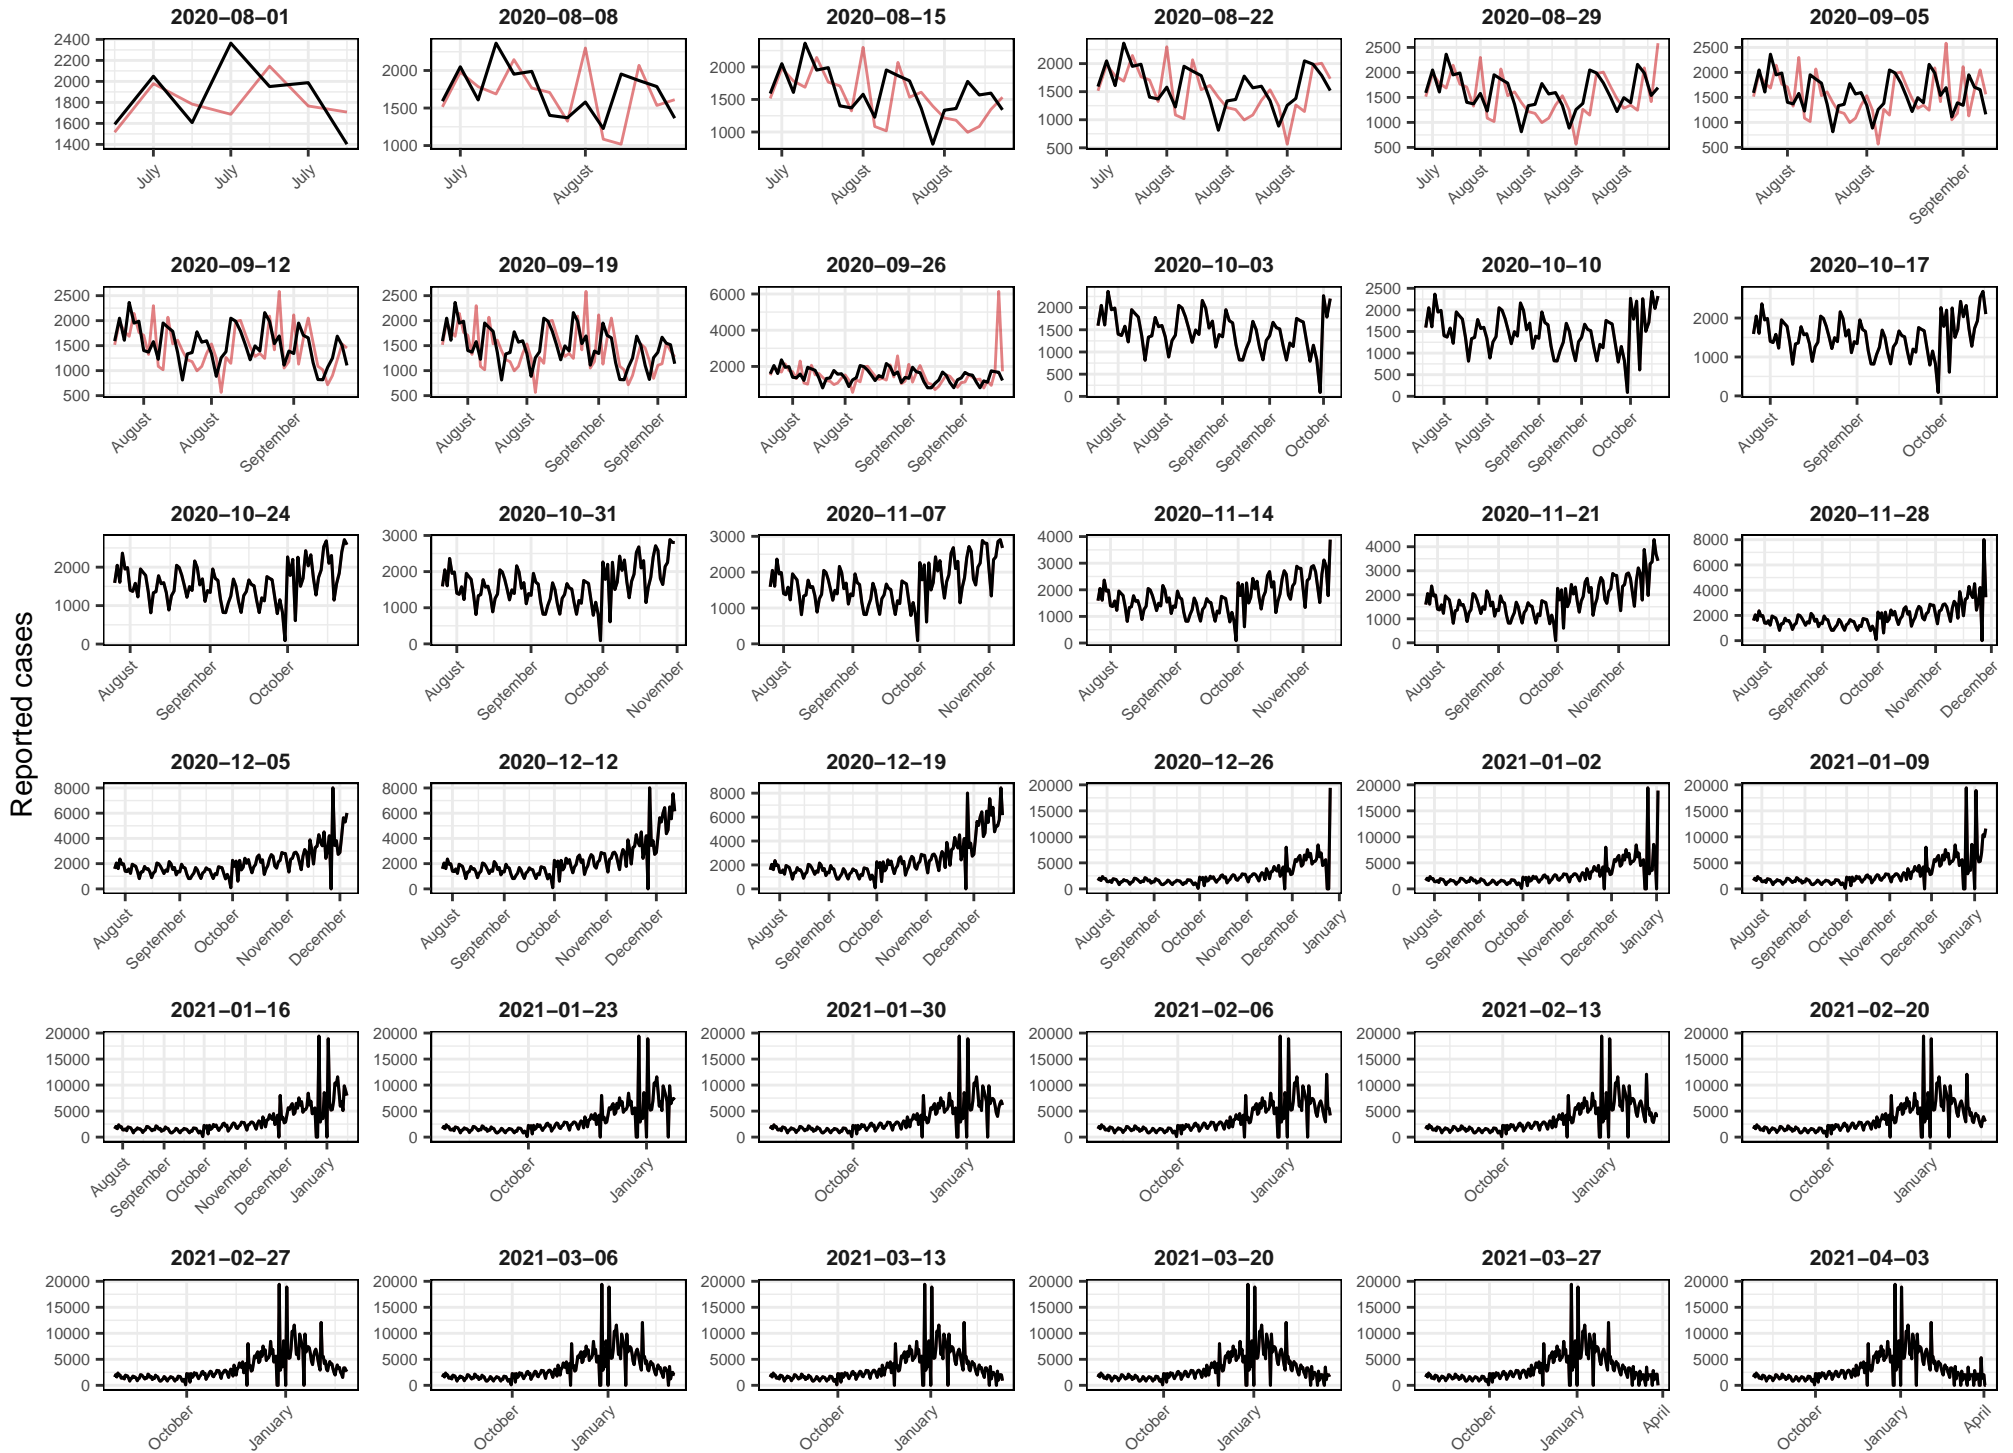 Reported cases
2020−08−01
2400
2200
2000
1800
1600
1400
July
July
July
2020−08−08
2000
1500
1000
July
August
2020−08−15
2000
1500
1000
July
August
August
2020−08−22
2000
1500
1000
500
July
August
August
August
2020−08−29
2500
2000
1500
1000
500
July
August
August
August
August
2020−09−05
2500
2000
1500
1000
500
August
August
September
2020−09−12
2500
2000
1500
1000
500
August
August
September
2020−09−19
2500
2000
1500
1000
500
August
August
September
September
2020−09−26
6000
4000
2000
August
August
September
September
2020−10−03
2000
1500
1000
500
0
August
August
September
September
October
2020−10−10
2500
2000
1500
1000
500
0
August
August
September
September
October
2020−10−17
2000
1000
0
August
September
October
2020−10−24
2000
1000
0
August
September
October
2020−10−31
3000
2000
1000
0
August
September
October
November
2020−11−07
3000
2000
1000
0
August
September
October
November
2020−11−14
4000
3000
2000
1000
0
August
September
October
November
2020−11−21
4000
3000
2000
1000
0
August
September
October
November
2020−11−28
8000
6000
4000
2000
0
August
September
October
November
December
2020−12−05
8000
6000
4000
2000
0
August
September
October
November
December
2020−12−12
8000
6000
4000
2000
0
August
September
October
November
December
2020−12−19
8000
6000
4000
2000
0
August
September
October
November
December
2020−12−26
20000
15000
10000
5000
0
August
September
October
November
December
January
2021−01−02
20000
15000
10000
5000
0
August
September
October
November
December
January
2021−01−09
20000
15000
10000
5000
0
August
September
October
November
December
January
2021−01−16
20000
15000
10000
5000
0
August
September
October
November
December
January
2021−01−23
20000
15000
10000
5000
0
October
January
2021−01−30
20000
15000
10000
5000
0
October
January
2021−02−06
20000
15000
10000
5000
0
October
January
2021−02−13
20000
15000
10000
5000
0
October
January
2021−02−20
20000
15000
10000
5000
0
October
January
2021−02−27
20000
15000
10000
5000
0
October
January
2021−03−06
20000
15000
10000
5000
0
October
January
2021−03−13
20000
15000
10000
5000
0
October
January
2021−03−20
20000
15000
10000
5000
0
October
January
2021−03−27
20000
15000
10000
5000
0
October
January
April
2021−04−03
20000
15000
10000
5000
0
October
January
April